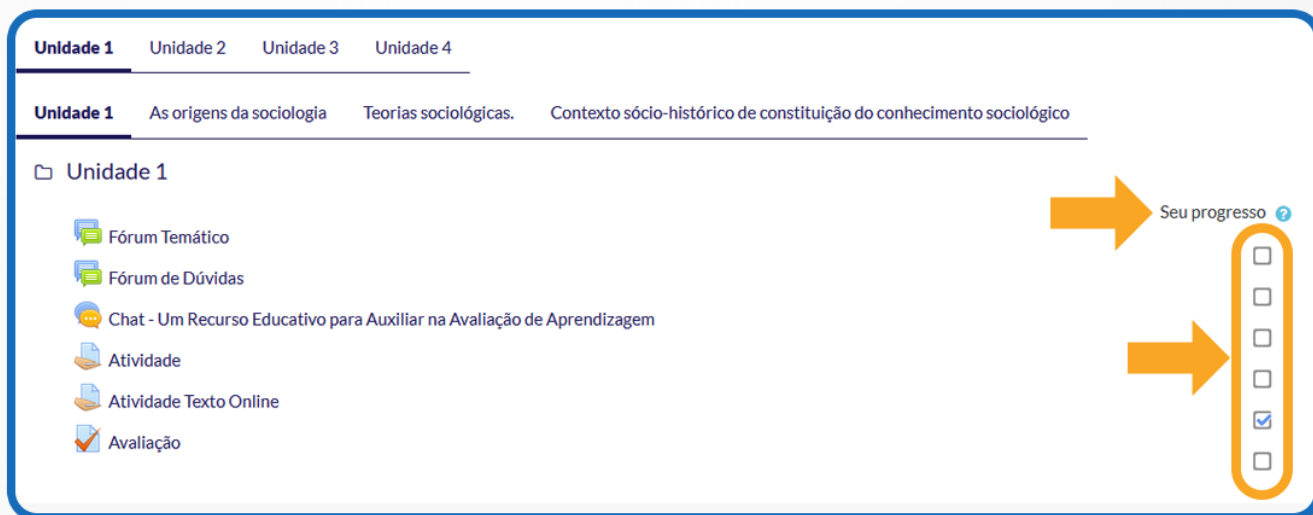 Unidade 1 Unidade 2 Unidade 3 Unidade 4
Unidade 1 As origens da sociologia Teorias sociológicas. Contexto sócio-histórico de constituição do conhecimento sociológico
Unidade 1
Seu progresso ?
Fórum Temático
Fórum de Dúvidas
Chat - Um Recurso Educativo para Auxiliar na Avaliação de Aprendizagem
Atividade
Atividade Texto Online
Avaliação